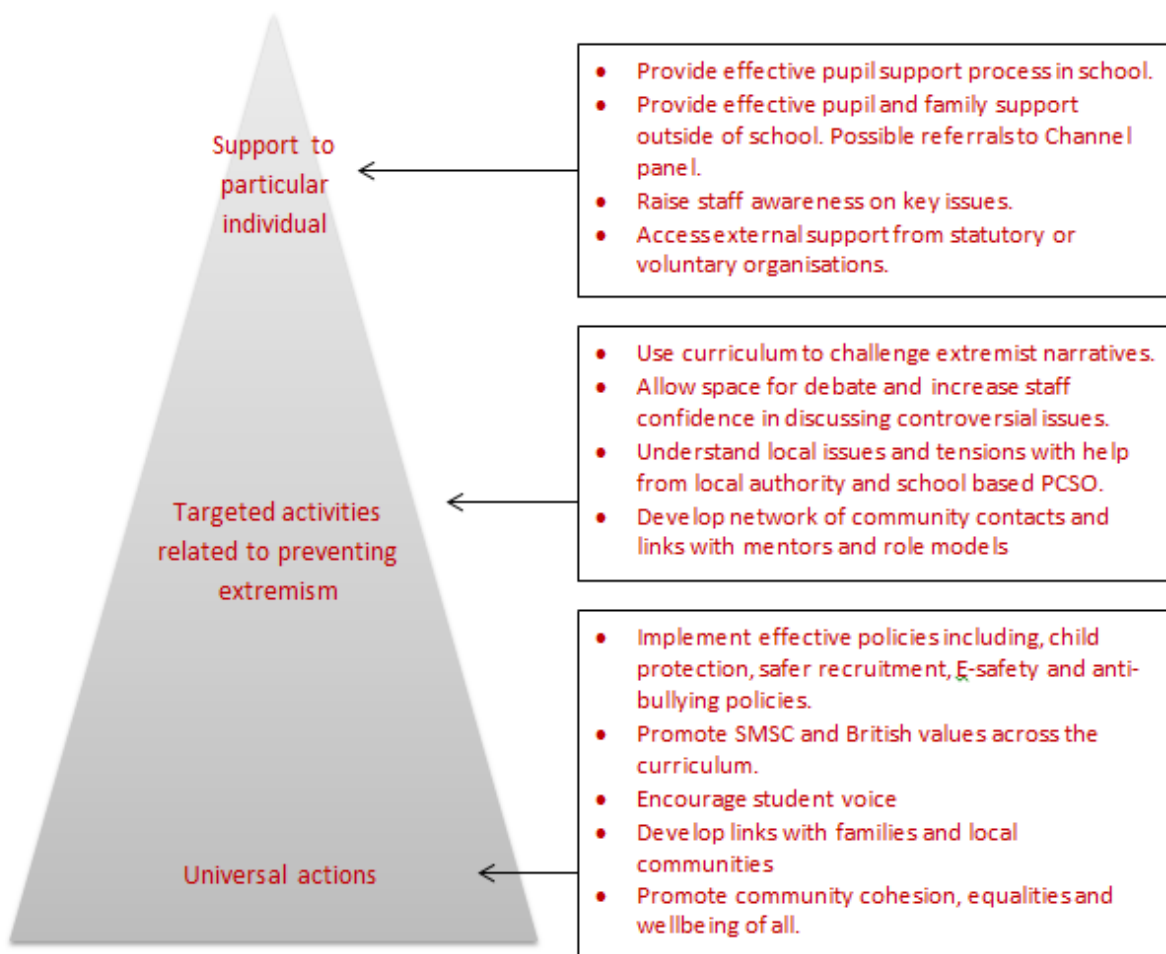 Support to
particular
individual
• Provide effective pupil support process in school.
• Provide effective pupil and family support
outside of school. Possible referrals to Channel
panel.
• Raise staff awareness on key issues.
• Access external support from statutory or
voluntary organisations.
Targeted activities
related to preventing
extremism
• Use curriculum to challenge extremist narratives.
• Allow space for debate and increase staff
confidence in discussing controversial issues.
• Understand local issues and tensions with help
from local authority and school based PCSO.
• Develop network of community contacts and
links with mentors and role models
Universal actions
• Implement effective policies including, child
protection, safer recruitment, E-safety and anti-
bullying policies.
• Promote SMSC and British values across the
curriculum.
• Encourage student voice
• Develop links with families and local
communities
• Promote community cohesion, equalities and
wellbeing of all.